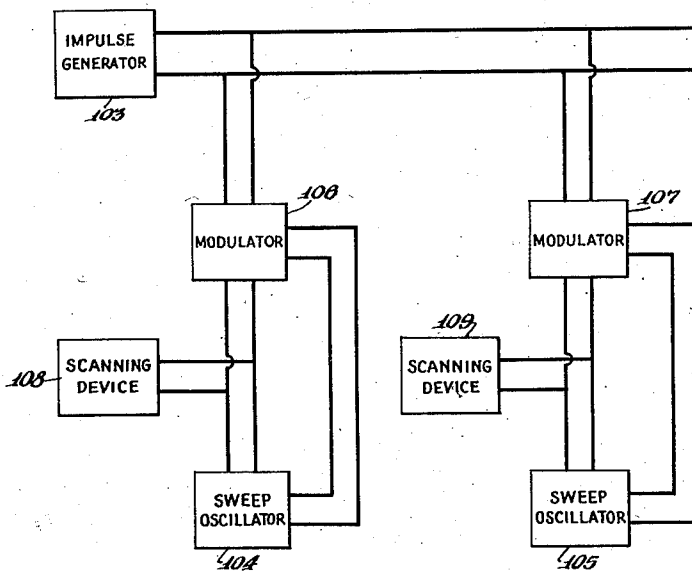 IMPULSE
GENERATOR
103
106
MODULATOR
107
MODULATOR
108
SCANNING
DEVICE
109
SCANNING
DEVICE
SWEEP
OSCILLATOR
104
SWEEP
OSCILLATOR
105